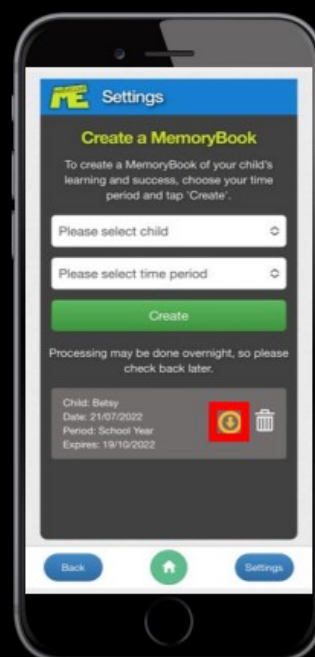 ME Settings
Create a MemoryBook
To create a MemoryBook of your child's
learning and success, choose your time
period and tap 'Create'.
Please select child
Please select time period
Create
Processing may be done overnight, so please
check back later.
Child: Betsy
Date: 21/07/2022
Period: School Year
Expires: 19/10/2022
Back Settings